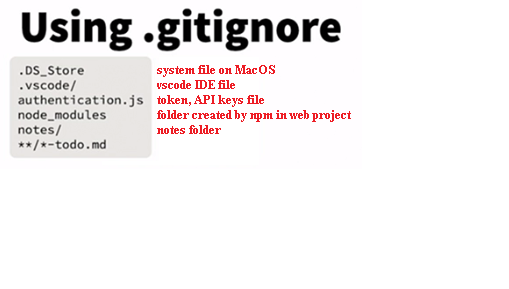 Using .gitignore
.DS_Store system file on MacOS
.vscode/ vscode IDE file
authentication.js token, API keys file
node_modules folder created by npm in web project
notes/ notes folder
**/*-todo.md